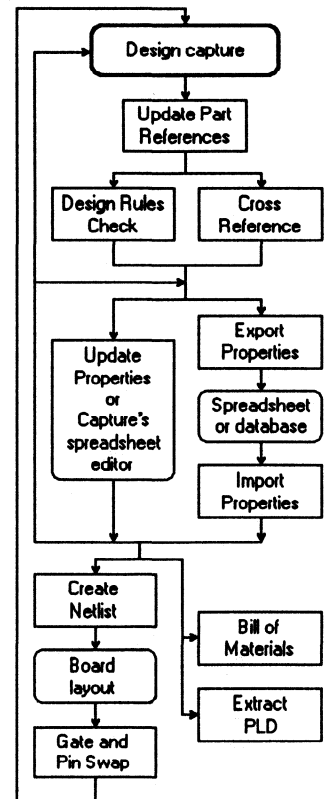 Design capture
Update Part
References
Design Rules
Check
Cross
Reference
Update
Properties
or
Capture's
spreadsheet
editor
Export
Properties
Spreadsheet
or database
Import
Properties
Create
Netlist
Board
layout
Gate and
Pin Swap
Bill of
Materials
Extract
PLD